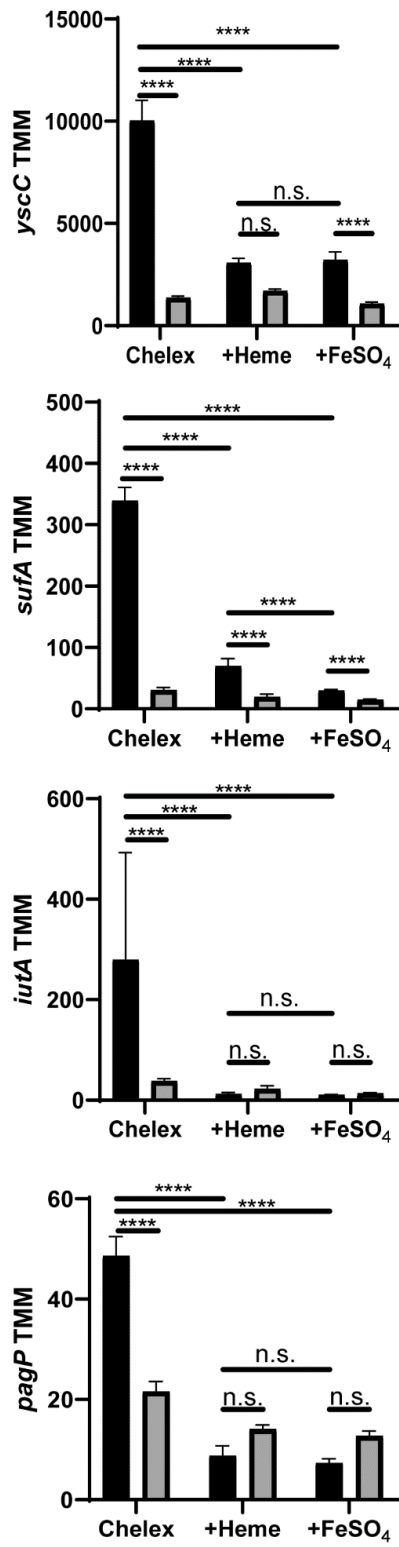 15000
10000
5000
0
yscC TMM
****
****
****
n.s.
n.s.
****
Chelex +Heme +FeSO₄
500
400
300
200
100
0
sufA TMM
****
****
****
****
****
****
Chelex +Heme +FeSO₄
600
400
200
0
iutA TMM
****
****
****
n.s.
n.s.
n.s.
Chelex +Heme +FeSO₄
60
40
20
0
pagP TMM
****
****
****
n.s.
n.s.
n.s.
Chelex +Heme +FeSO₄